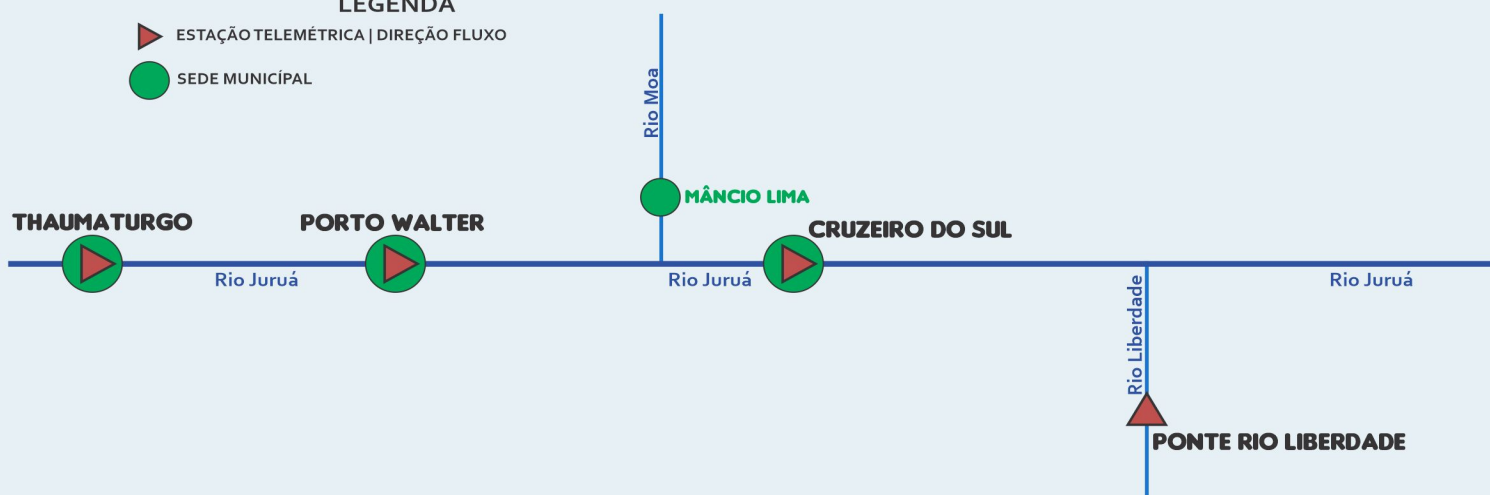 LEGENDA
ESTAÇÃO TELEMÉTRICA | DIREÇÃO FLUXO
SEDE MUNICÍPAL
Rio Moa
MÂNCIO LIMA
THAUMATURGO
PORTO WALTER
CRUZEIRO DO SUL
Rio Juruá
Rio Juruá
Rio Juruá
Rio Liberdade
PONTE RIO LIBERDADE